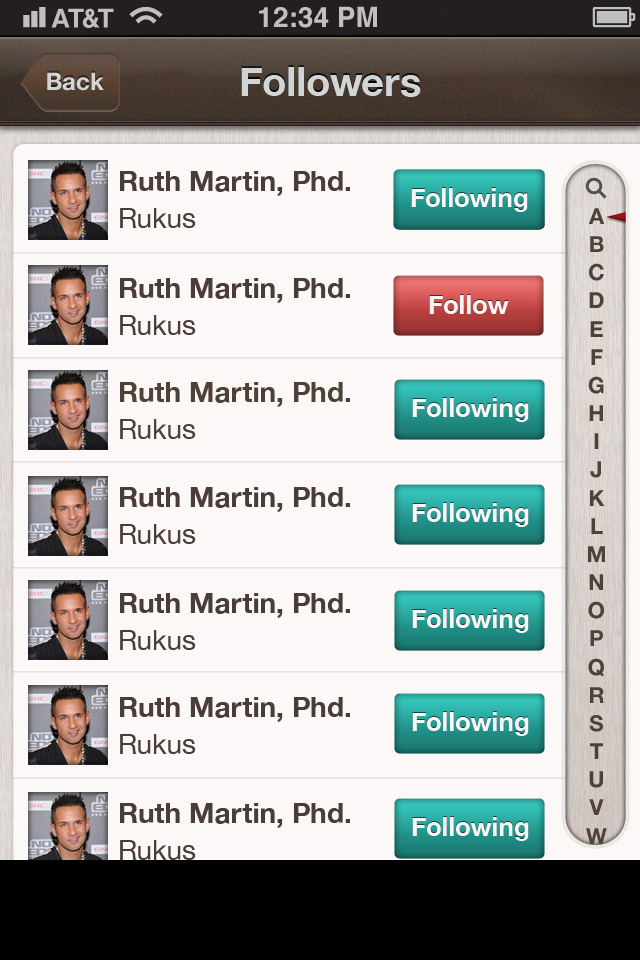 AT&T 12:34 PM
Back Followers
Ruth Martin, Phd.
Rukus
Following
Ruth Martin, Phd.
Rukus
Follow
Ruth Martin, Phd.
Rukus
Following
Ruth Martin, Phd.
Rukus
Following
Ruth Martin, Phd.
Rukus
Following
Ruth Martin, Phd.
Rukus
Following
Ruth Martin, Phd.
Rukus
Following
A
B
C
D
E
F
G
H
I
J
K
L
M
N
O
P
Q
R
S
T
U
V
W